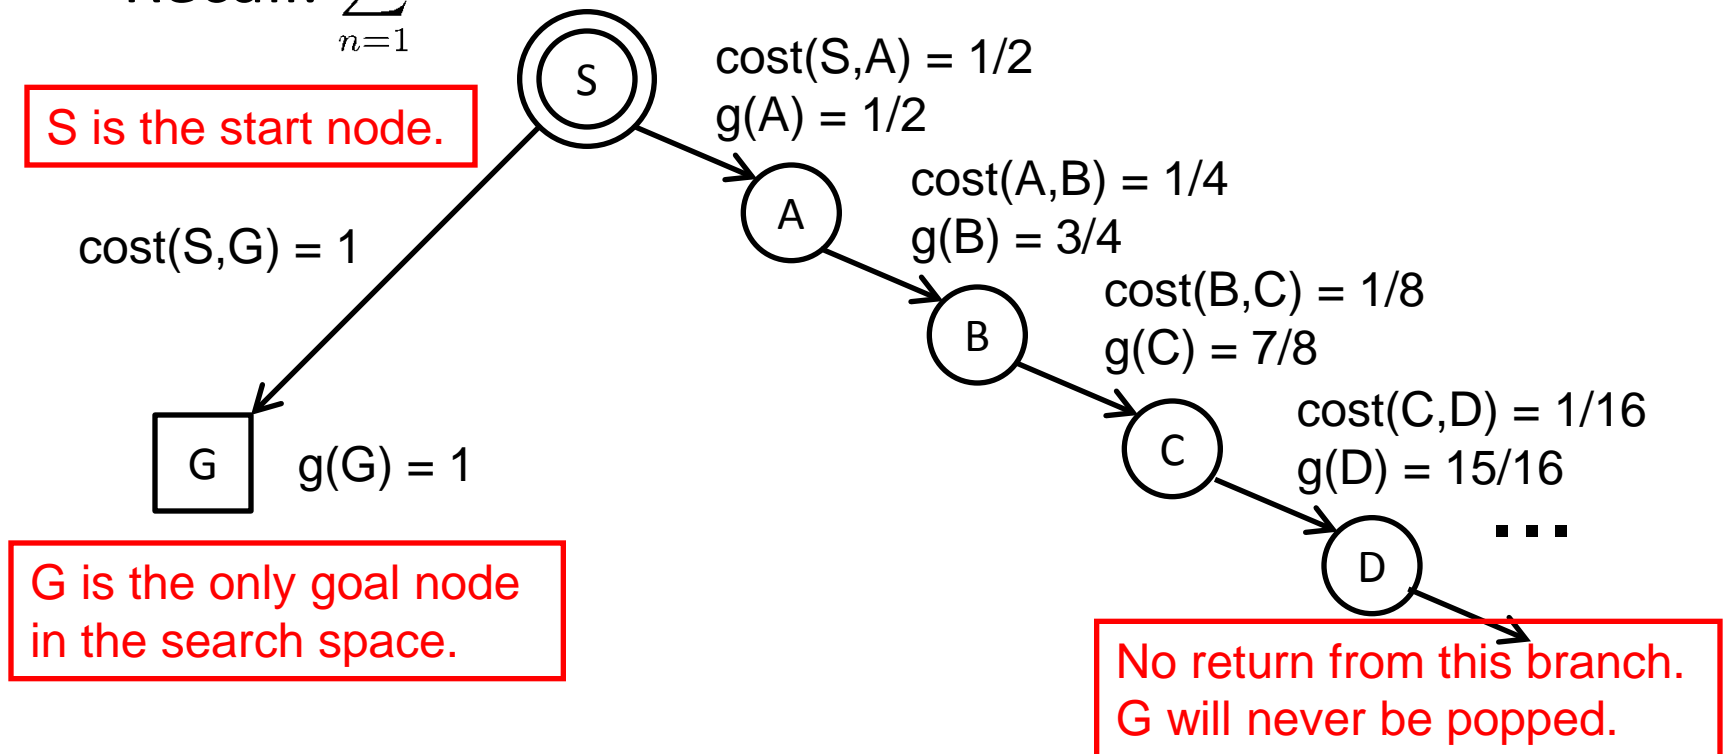 n=1
S
cost(S,A) = 1/2
g(A) = 1/2
S is the start node.
A
cost(A,B) = 1/4
g(B) = 3/4
cost(S,G) = 1
B
cost(B,C) = 1/8
g(C) = 7/8
cost(C,D) = 1/16
g(D) = 15/16
C
G
g(G) = 1
...
D
G is the only goal node
in the search space.
No return from this branch.
G will never be popped.